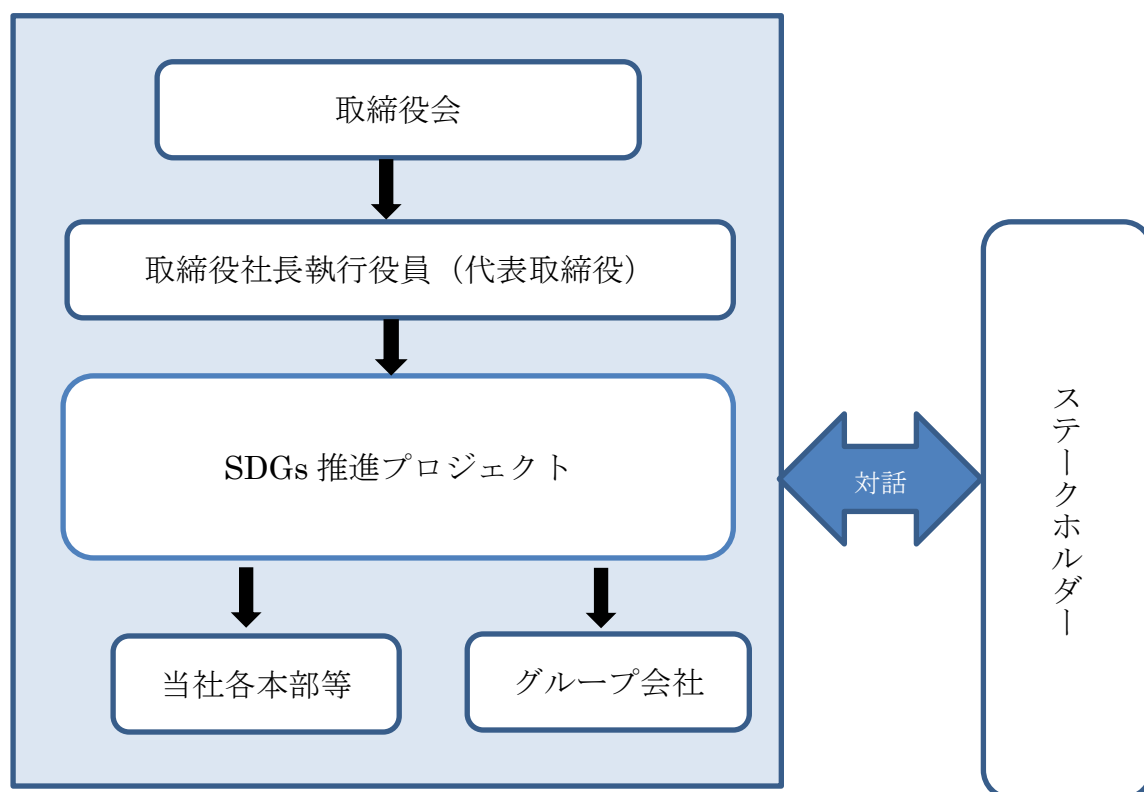 取締役会
取締役社長執行役員（代表取締役）
SDGs 推進プロジェクト
当社各本部等
グループ会社
対話
ステークホルダー